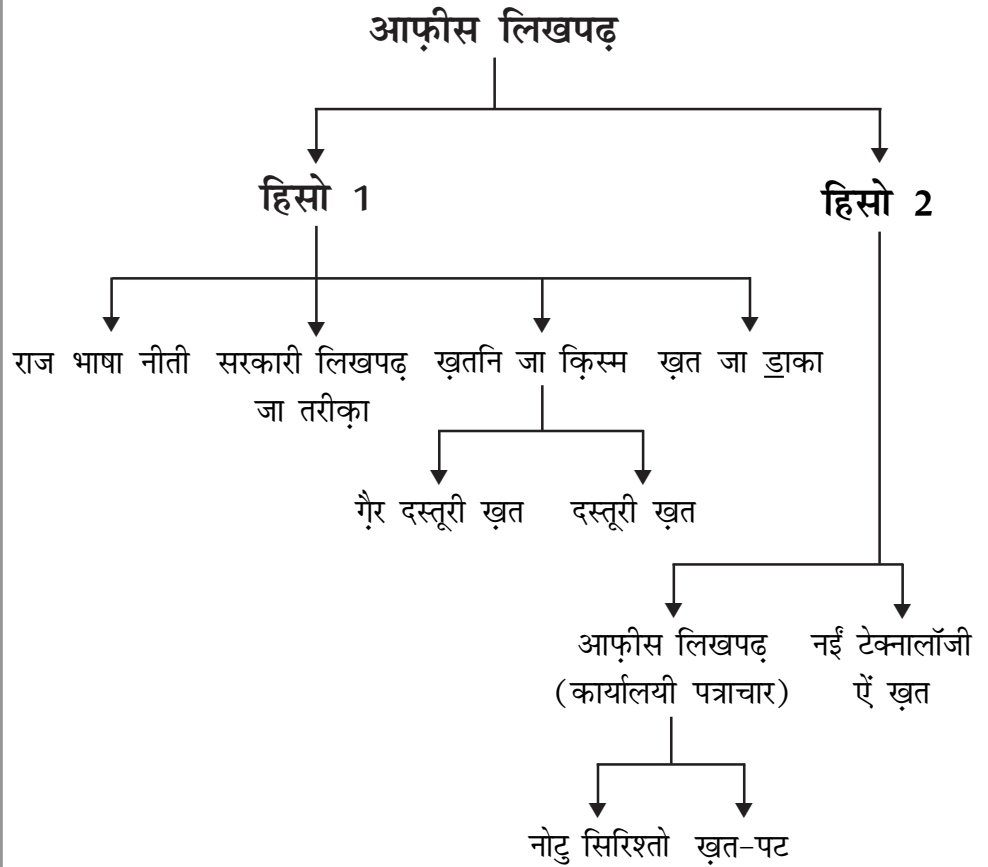 आफ़ीस लिखपढ़
हिसो 1
हिसो 2
राज भाषा नीती
सरकारी लिखपढ़
जा तरीक़ा
ख़तनि जा क़िस्म
ख़त जा ड॒ाका
ग़ैर दस्तूरी ख़त
दस्तूरी ख़त
आफ़ीस लिखपढ़
(कार्यालयी पत्राचार)
नईं टेक्नालॉजी
ऐं ख़त
नोटु सिरिश्तो
ख़त-पट